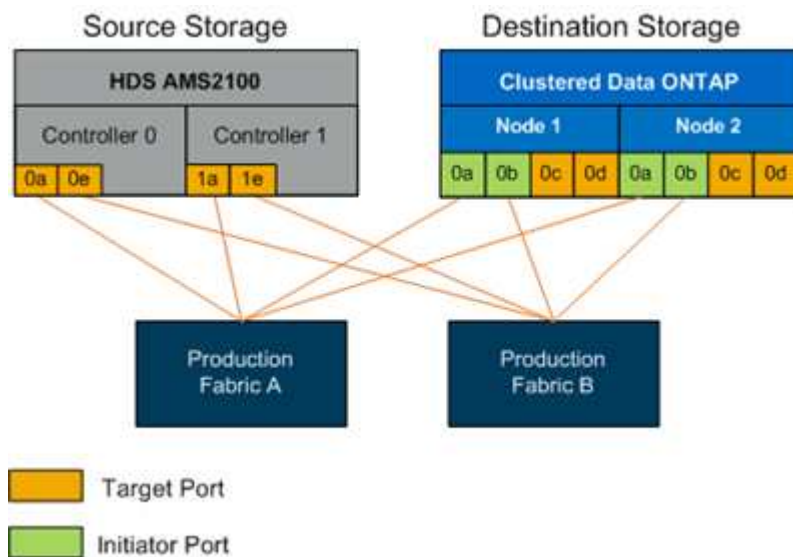 Source Storage
Destination Storage
HDS AMS2100
Clustered Data ONTAP
Controller 0
Controller 1
Node 1
Node 2
0a 0e
1a 1e
0a 0b 0c 0d 0a 0b 0c 0d
Production
Fabric A
Production
Fabric B
Target Port
Initiator Port